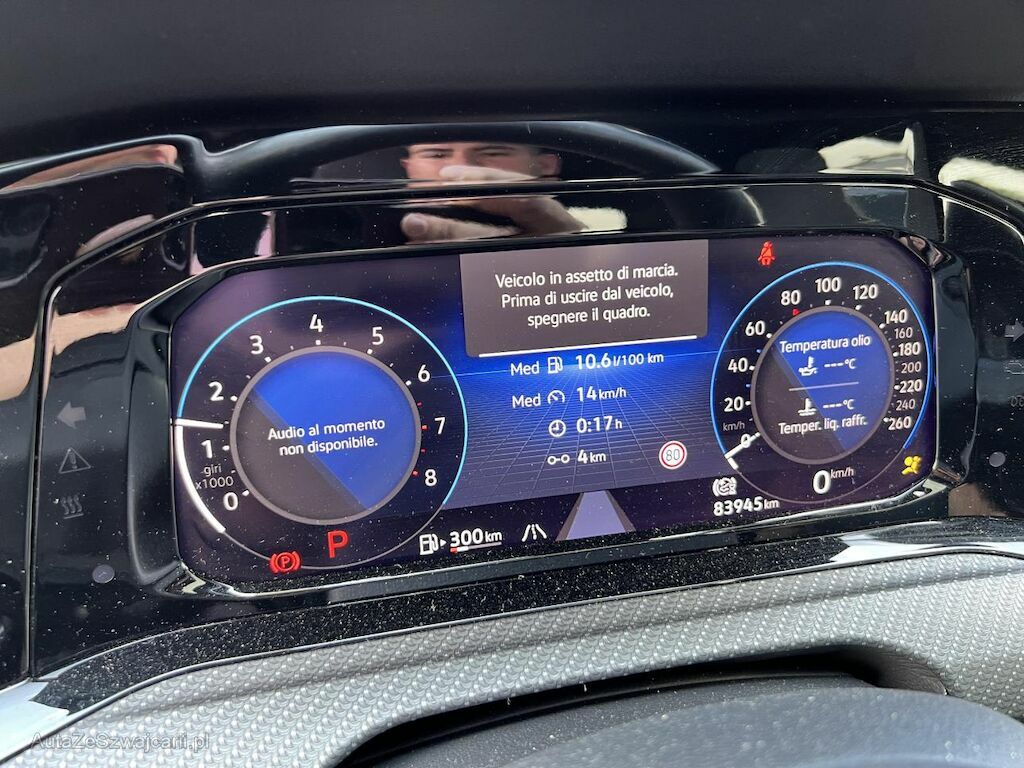 Veicolo in assetto di marcia.
Prima di uscire dal veicolo,
spegnere il quadro.
Med 10.6 l/100 km
Med 14 km/h
0:17 h
4 km
80
Audio al momento
non disponibile.
0
1
2
3
4
5
6
7
8
giri
x1000
P
P
300 km
0
20
40
60
80
100
120
140
160
180
200
220
240
260
km/h
Temperatura olio
---°C
---°C
Temper. liq. raffr.
0 km/h
83945 km
AutaZeSzwajcarii.pl